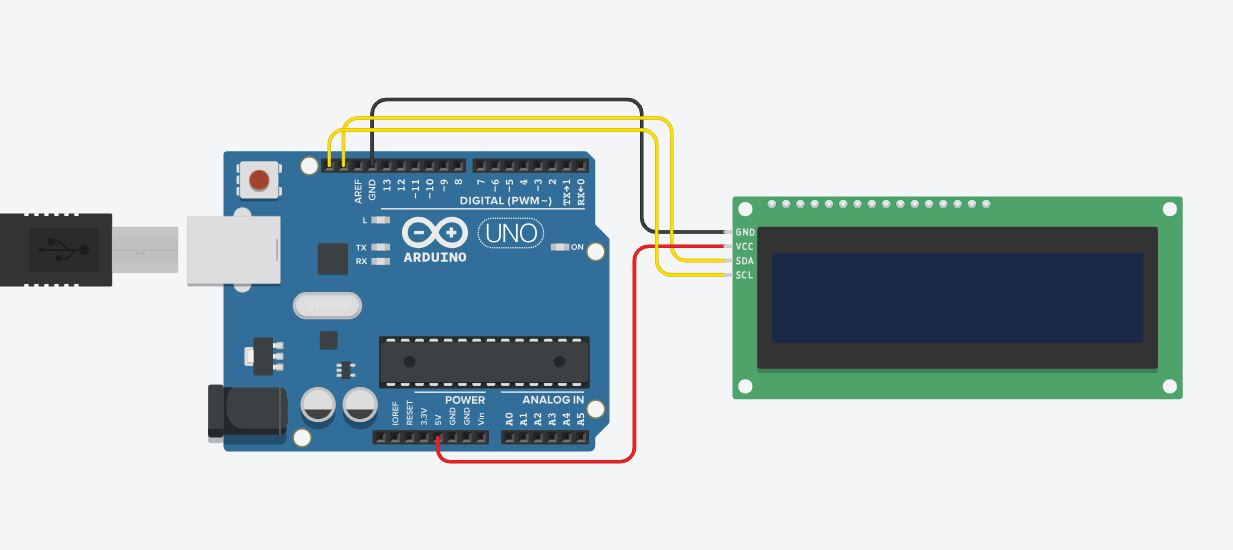 AREF
GND
13
12
~11
~10
~9
8
7
~6
~5
4
~3
2
TX→1
RX←0
DIGITAL (PWM~)
L
TX
RX
UNO
ON
ARDUINO
POWER
ANALOG IN
IOREF
RESET
3.3V
5V
GND
GND
Vin
A0
A1
A2
A3
A4
A5
GND
VCC
SDA
SCL